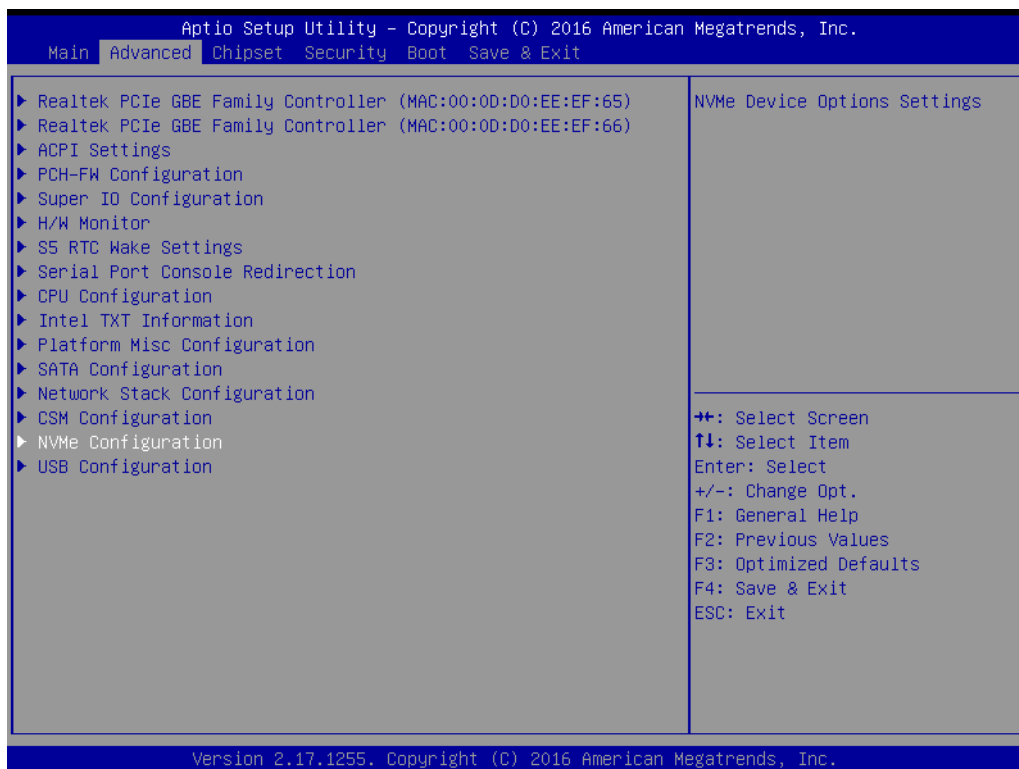 Aptio Setup Utility – Copyright (C) 2016 American Megatrends, Inc.
Main Advanced Chipset Security Boot Save & Exit
▶ Realtek PCIe GBE Family Controller (MAC:00:0D:D0:EE:EF:65)
▶ Realtek PCIe GBE Family Controller (MAC:00:0D:D0:EE:EF:66)
▶ ACPI Settings
▶ PCH-FW Configuration
▶ Super IO Configuration
▶ H/W Monitor
▶ S5 RTC Wake Settings
▶ Serial Port Console Redirection
▶ CPU Configuration
▶ Intel TXT Information
▶ Platform Misc Configuration
▶ SATA Configuration
▶ Network Stack Configuration
▶ CSM Configuration
▶ NVMe Configuration
▶ USB Configuration
NVMe Device Options Settings
→←: Select Screen
↑↓: Select Item
Enter: Select
+/-: Change Opt.
F1: General Help
F2: Previous Values
F3: Optimized Defaults
F4: Save & Exit
ESC: Exit
Version 2.17.1255. Copyright (C) 2016 American Megatrends, Inc.